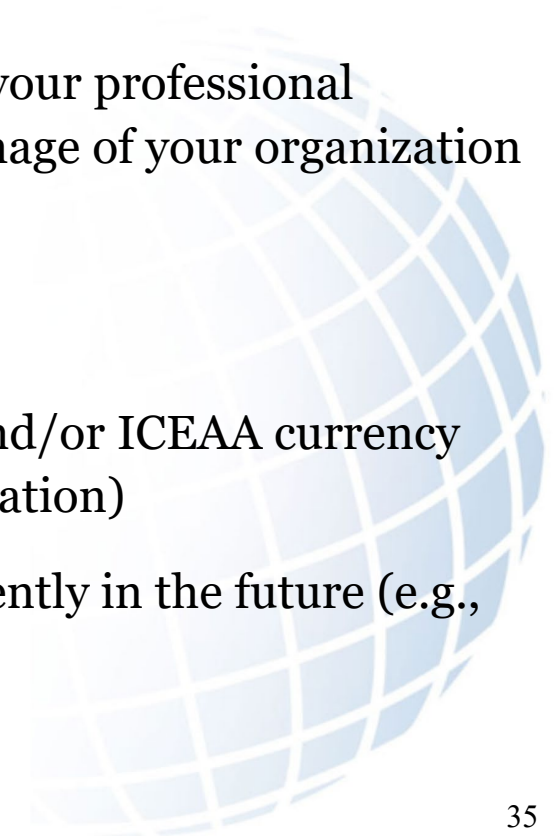 your professional
nage of your organization
nd/or ICEAA currency
ation)
ently in the future (e.g.,
35